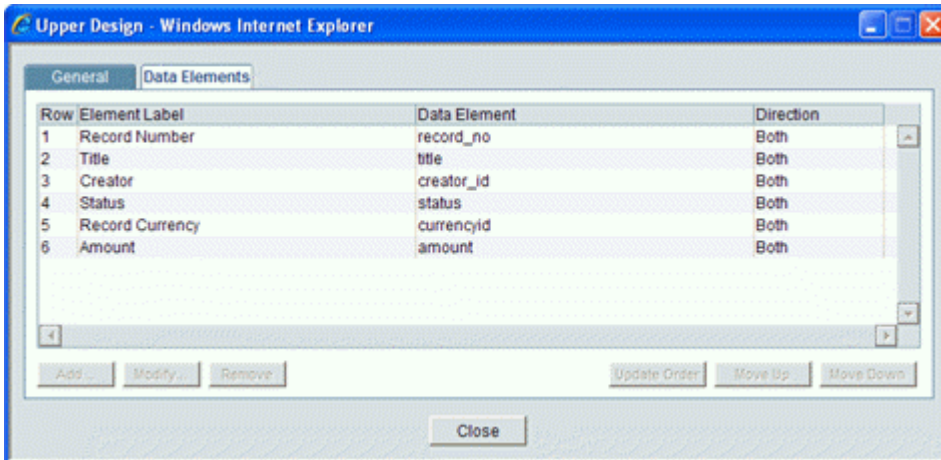 Upper Design - Windows Internet Explorer
General Data Elements
Row Element Label Data Element Direction
1 Record Number record_no Both
2 Title title Both
3 Creator creator_id Both
4 Status status Both
5 Record Currency currencyid Both
6 Amount amount Both
Add... Modify... Remove Update Order Move Up Move Down
Close